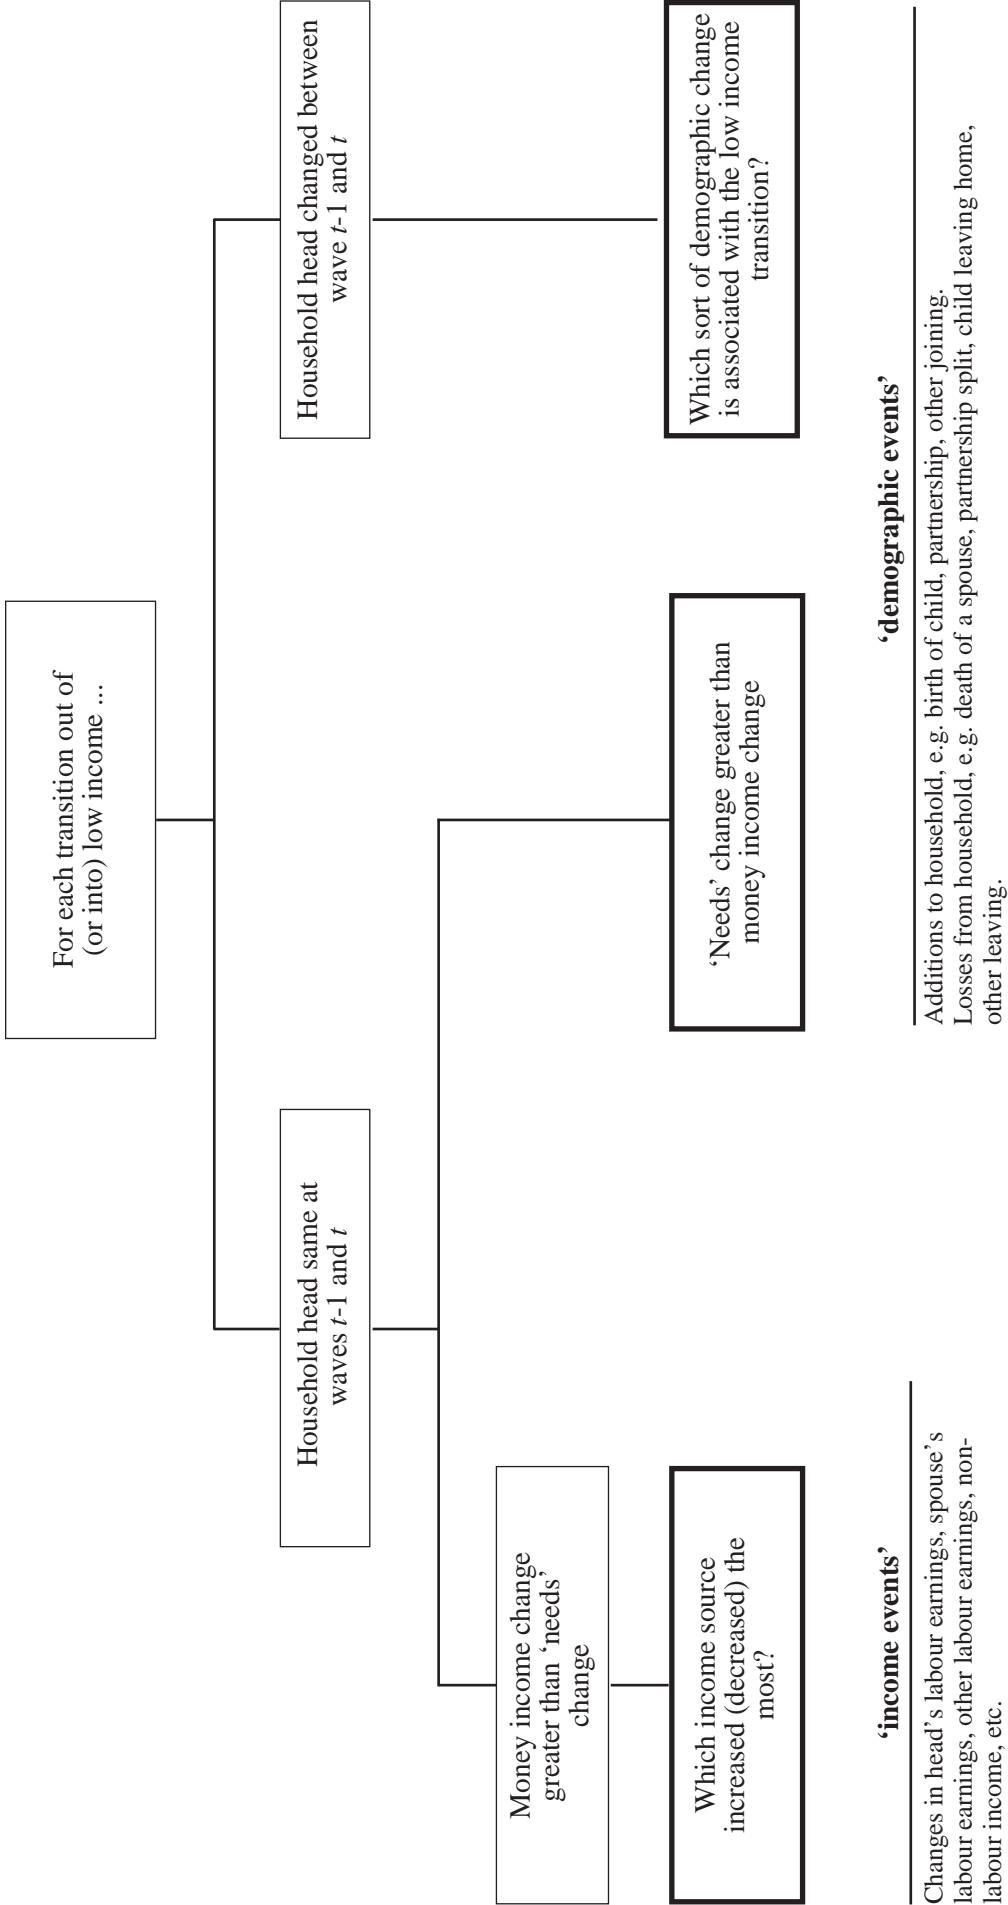 For each transition out of
(or into) low income ...
Household head same at
waves t-1 and t
Household head changed between
wave t-1 and t
Money income change
greater than ‘needs’
change
Which income source
increased (decreased) the
most?
‘Needs’ change greater than
money income change
Which sort of demographic change
is associated with the low income
transition?
‘income events’
Changes in head’s labour earnings, spouse’s
labour earnings, other labour earnings, non-
labour income, etc.
‘demographic events’
Additions to household, e.g. birth of child, partnership, other joining.
Losses from household, e.g. death of a spouse, partnership split, child leaving home,
other leaving.